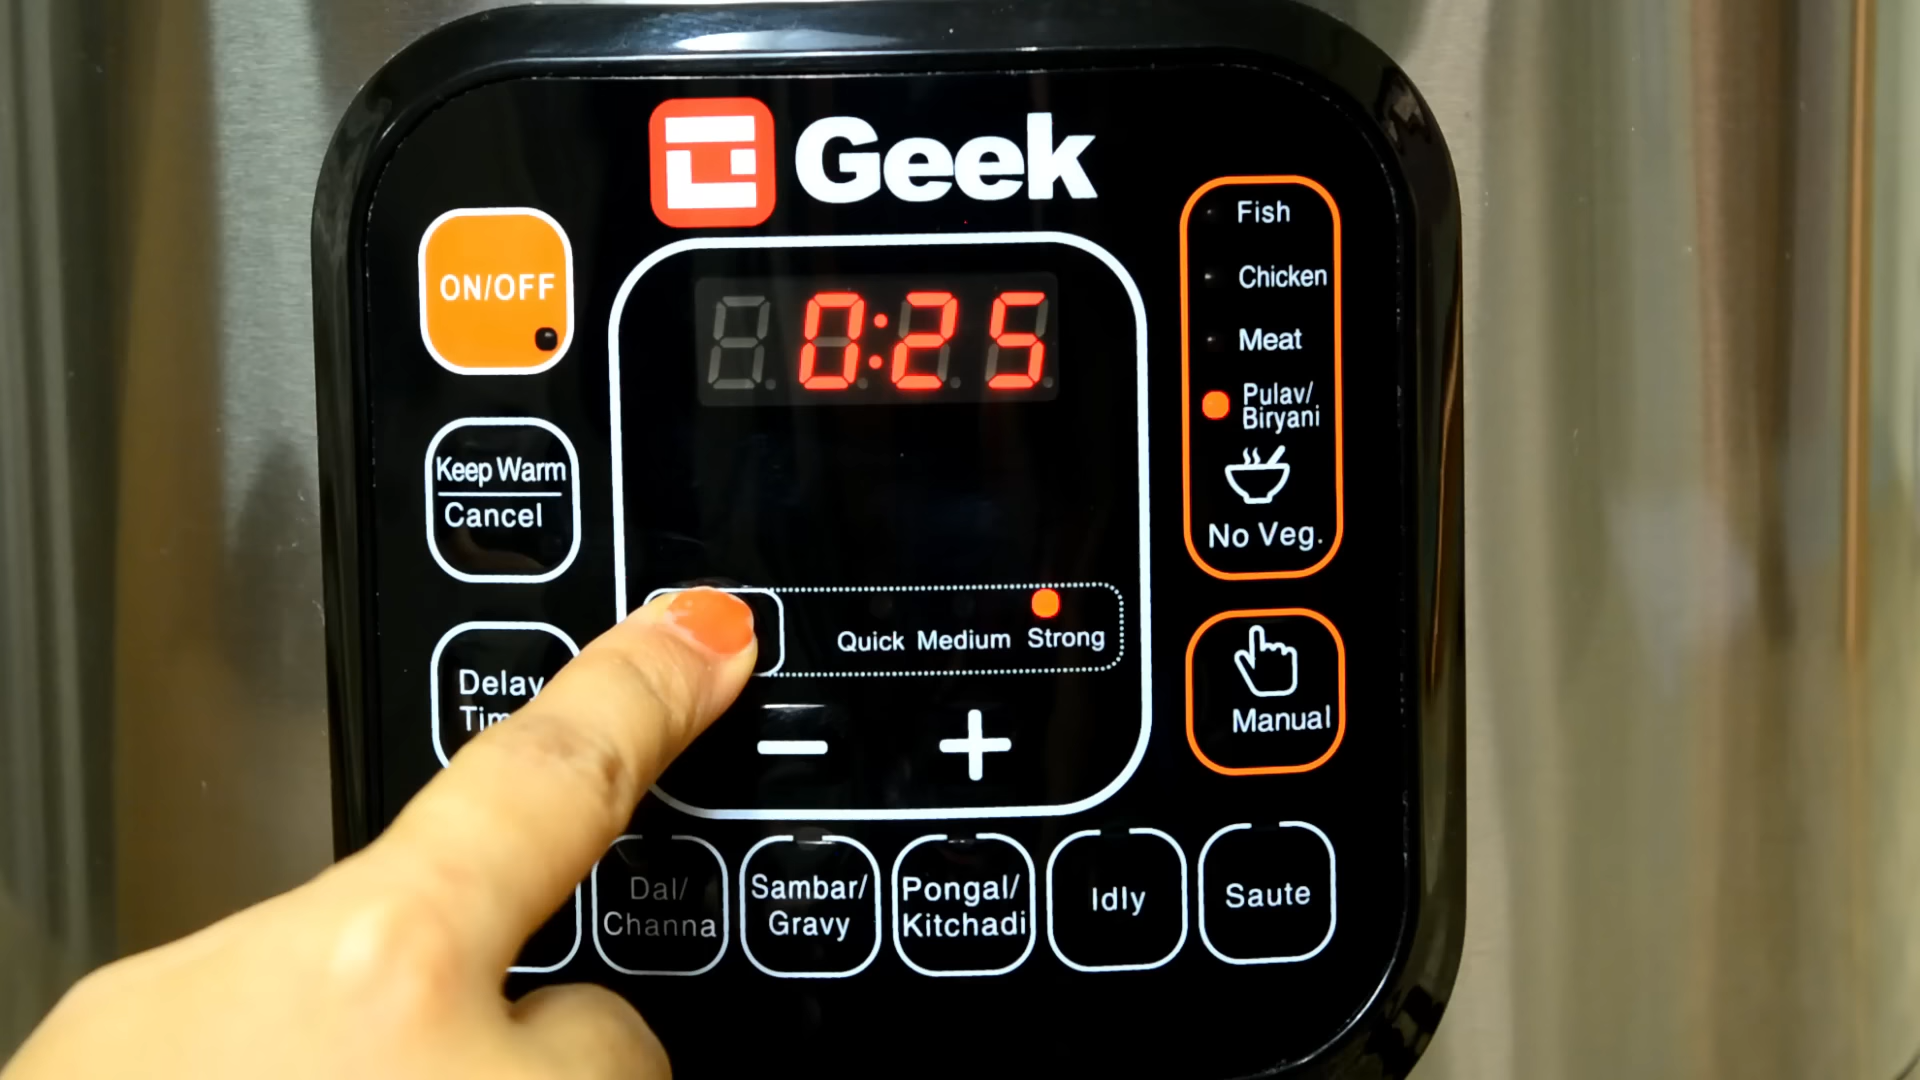 Geek
ON/OFF
0:25
Fish
Chicken
Meat
Pulav/
Biryani
No Veg.
Keep Warm
Cancel
Quick Medium Strong
Delay
Manual
− +
Dal/
Channa
Sambar/
Gravy
Pongal/
Kitchadi
Idly
Saute